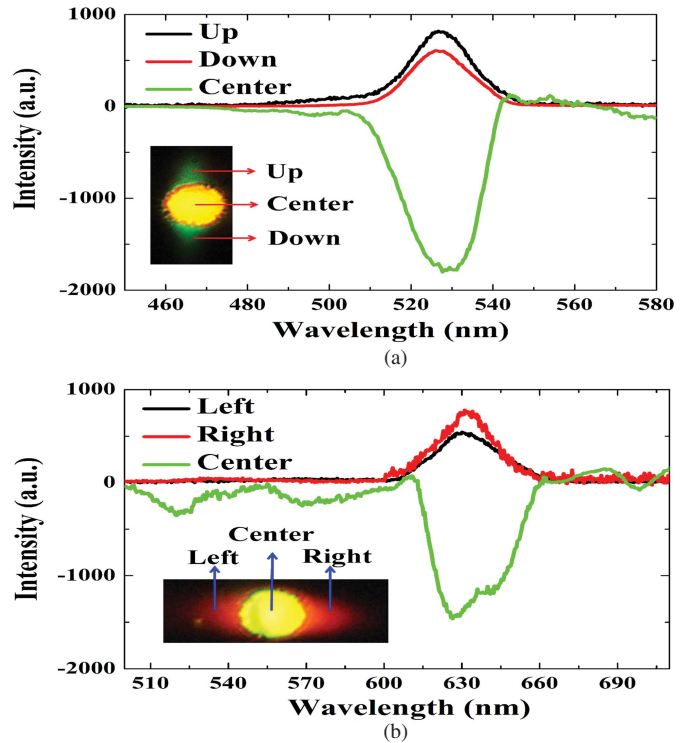 1000
Up
Down
Center
0
Intensity (a.u.)
Up
-1000
Center
Down
-2000
460 480 500 520 540 560 580
Wavelength (nm)
(a)
1000
Left
Right
Center
0
Intensity (a.u.)
Center
Left Right
-1000
-2000
510 540 570 600 630 660 690
Wavelength (nm)
(b)